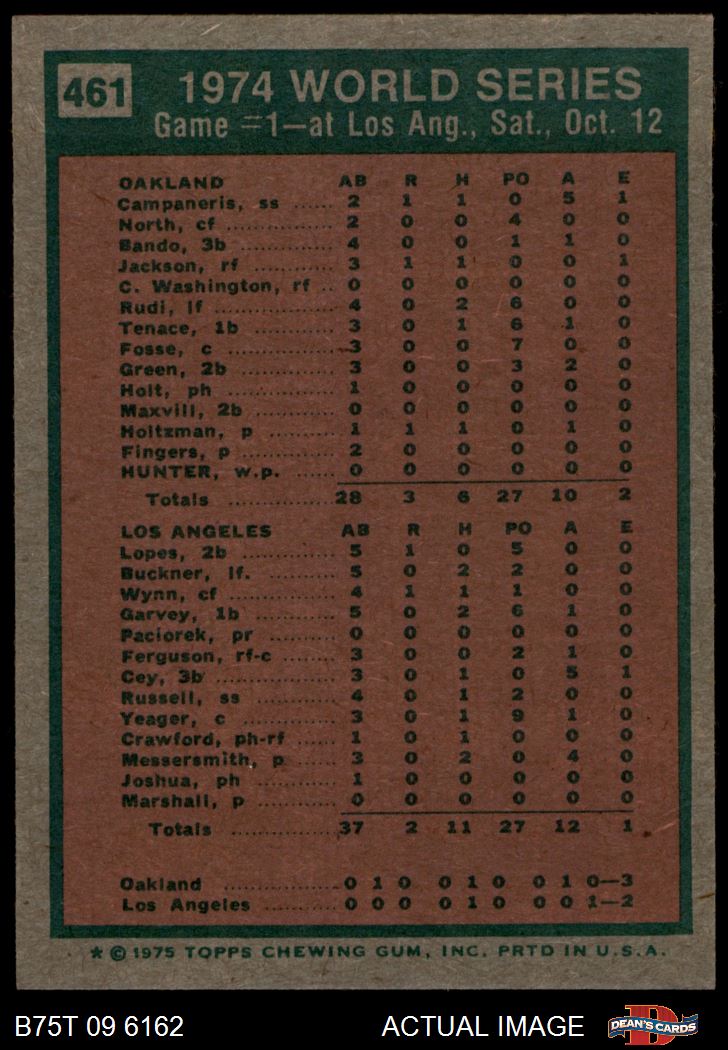 461
1974 WORLD SERIES
Game #1—at Los Ang., Sat., Oct. 12
OAKLAND AB R H PO A E
Campaneris, ss ...... 2 1 1 0 5 1
North, cf ............... 2 0 0 4 0 0
Bando, 3b ............ 4 0 0 1 1 0
Jackson, rf ........... 3 1 1 0 0 1
C. Washington, rf .. 0 0 0 0 0 0
Rudi, lf ................. 4 0 2 6 0 0
Tenace, 1b ........... 3 0 1 6 1 0
Fosse, c ............... 3 0 0 7 0 0
Green, 2b ............. 3 0 0 3 2 0
Holt, ph ............... 1 0 0 0 0 0
Maxvill, 2b ........... 0 0 0 0 0 0
Holtzman, p ......... 1 1 1 0 1 0
Fingers, p ............ 2 0 0 0 0 0
HUNTER, w.p. ....... 0 0 0 0 0 0
Totals ................ 28 3 6 27 10 2
LOS ANGELES AB R H PO A E
Lopes, 2b ............. 5 1 0 5 0 0
Buckner, lf. ........... 5 0 2 2 0 0
Wynn, cf .............. 4 1 1 1 0 0
Garvey, 1b ........... 5 0 2 6 1 0
Paciorek, pr ......... 0 0 0 0 0 0
Ferguson, rf-c ....... 3 0 0 2 1 0
Cey, 3b ................ 3 0 1 0 5 1
Russell, ss ........... 4 0 1 2 0 0
Yeager, c ............. 3 0 1 9 1 0
Crawford, ph-rf ..... 1 0 1 0 0 0
Messersmith, p ..... 3 0 2 0 4 0
Joshua, ph ........... 1 0 0 0 0 0
Marshall, p .......... 0 0 0 0 0 0
Totals ................ 37 2 11 27 12 1
Oakland ................ 0 1 0 0 1 0 0 1 0—3
Los Angeles ........... 0 0 0 0 1 0 0 0 1—2
* © 1975 TOPPS CHEWING GUM, INC. PRTD IN U.S.A.
B75T 09 6162 ACTUAL IMAGE D DEAN'S CARDS